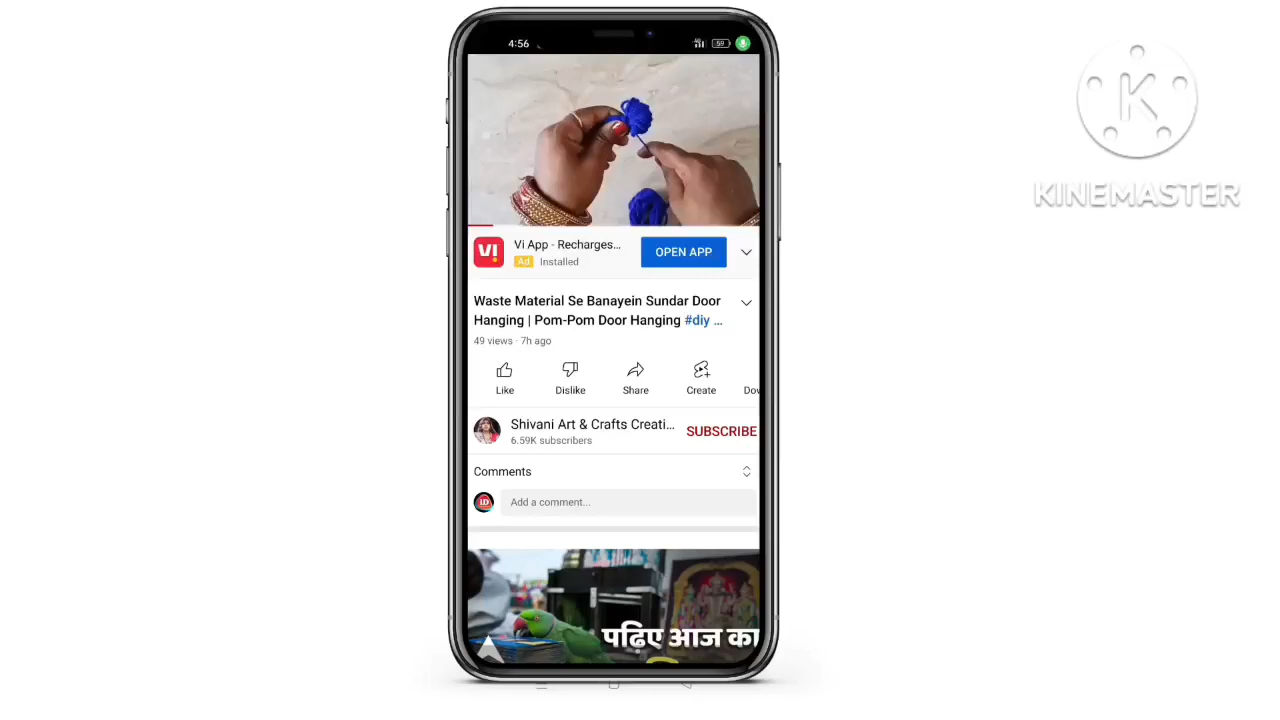 4:56
59
KINEMASTER
Vi App - Recharges...
Ad Installed
OPEN APP
Waste Material Se Banayein Sundar Door
Hanging | Pom-Pom Door Hanging #diy ...
49 views · 7h ago
Like Dislike Share Create Dov
Shivani Art & Crafts Creati...
6.59K subscribers
SUBSCRIBE
Comments
Add a comment...
पढ़िए आज का